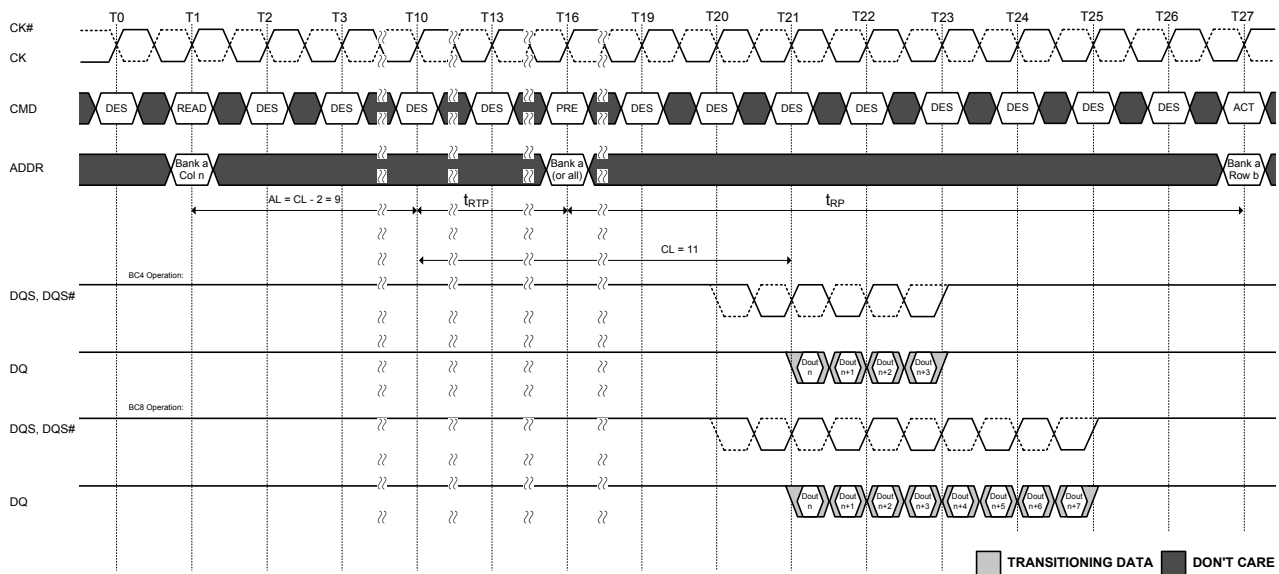 T0 T1 T2 T3 T10 T13 T16 T19 T20 T21 T22 T23 T24 T25 T26 T27
CK#
CK
CMD DES READ DES DES DES DES PRE DES DES DES DES DES DES DES DES ACT
ADDR Bank a Col n Bank a (or all) Bank a Row b
AL = CL - 2 = 9 tRTP tRP
CL = 11
BC4 Operation:
DQS, DQS#
DQ Dout n Dout n+1 Dout n+2 Dout n+3
BC8 Operation:
DQS, DQS#
DQ Dout n Dout n+1 Dout n+2 Dout n+3 Dout n+4 Dout n+5 Dout n+6 Dout n+7
TRANSITIONING DATA DON'T CARE